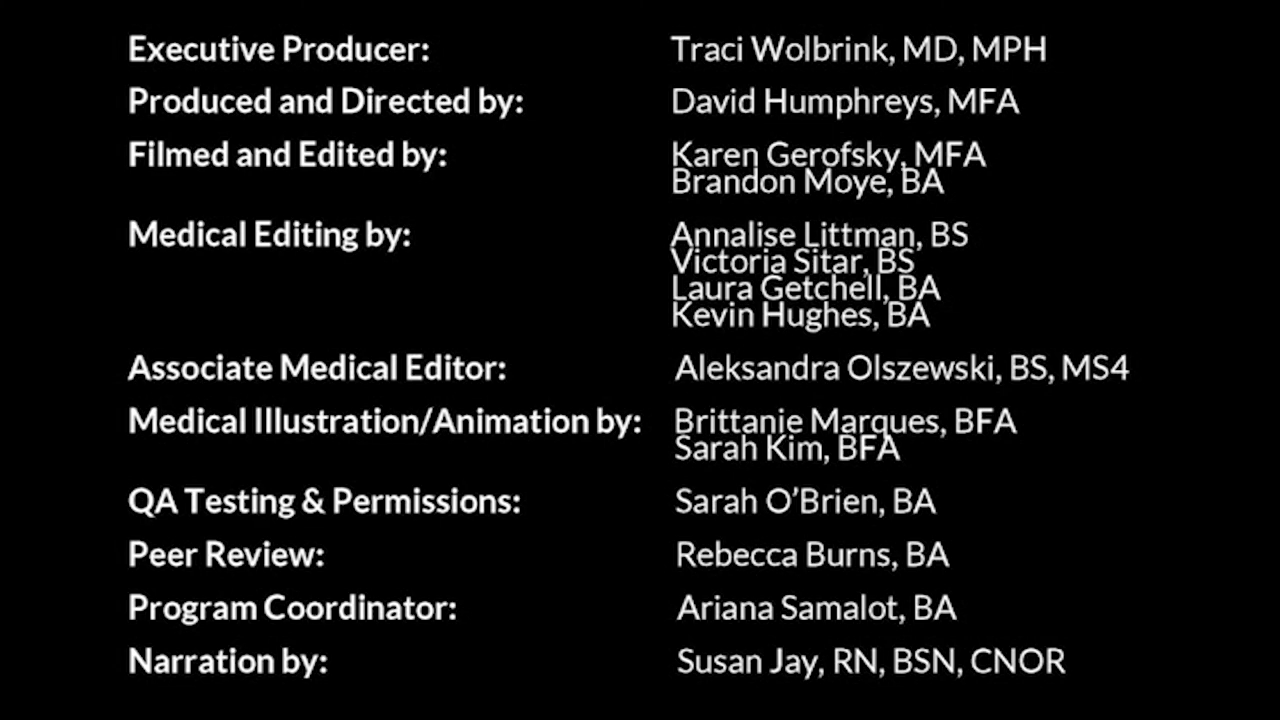 Executive Producer: Traci Wolbrink, MD, MPH
Produced and Directed by: David Humphreys, MFA
Filmed and Edited by: Karen Gerofsky, MFA
Brandon Moye, BA
Medical Editing by: Annalise Littman, BS
Victoria Sitar, BS
Laura Getchell, BA
Kevin Hughes, BA
Associate Medical Editor: Aleksandra Olszewski, BS, MS4
Medical Illustration/Animation by: Brittanie Marques, BFA
Sarah Kim, BFA
QA Testing & Permissions: Sarah O’Brien, BA
Peer Review: Rebecca Burns, BA
Program Coordinator: Ariana Samalot, BA
Narration by: Susan Jay, RN, BSN, CNOR